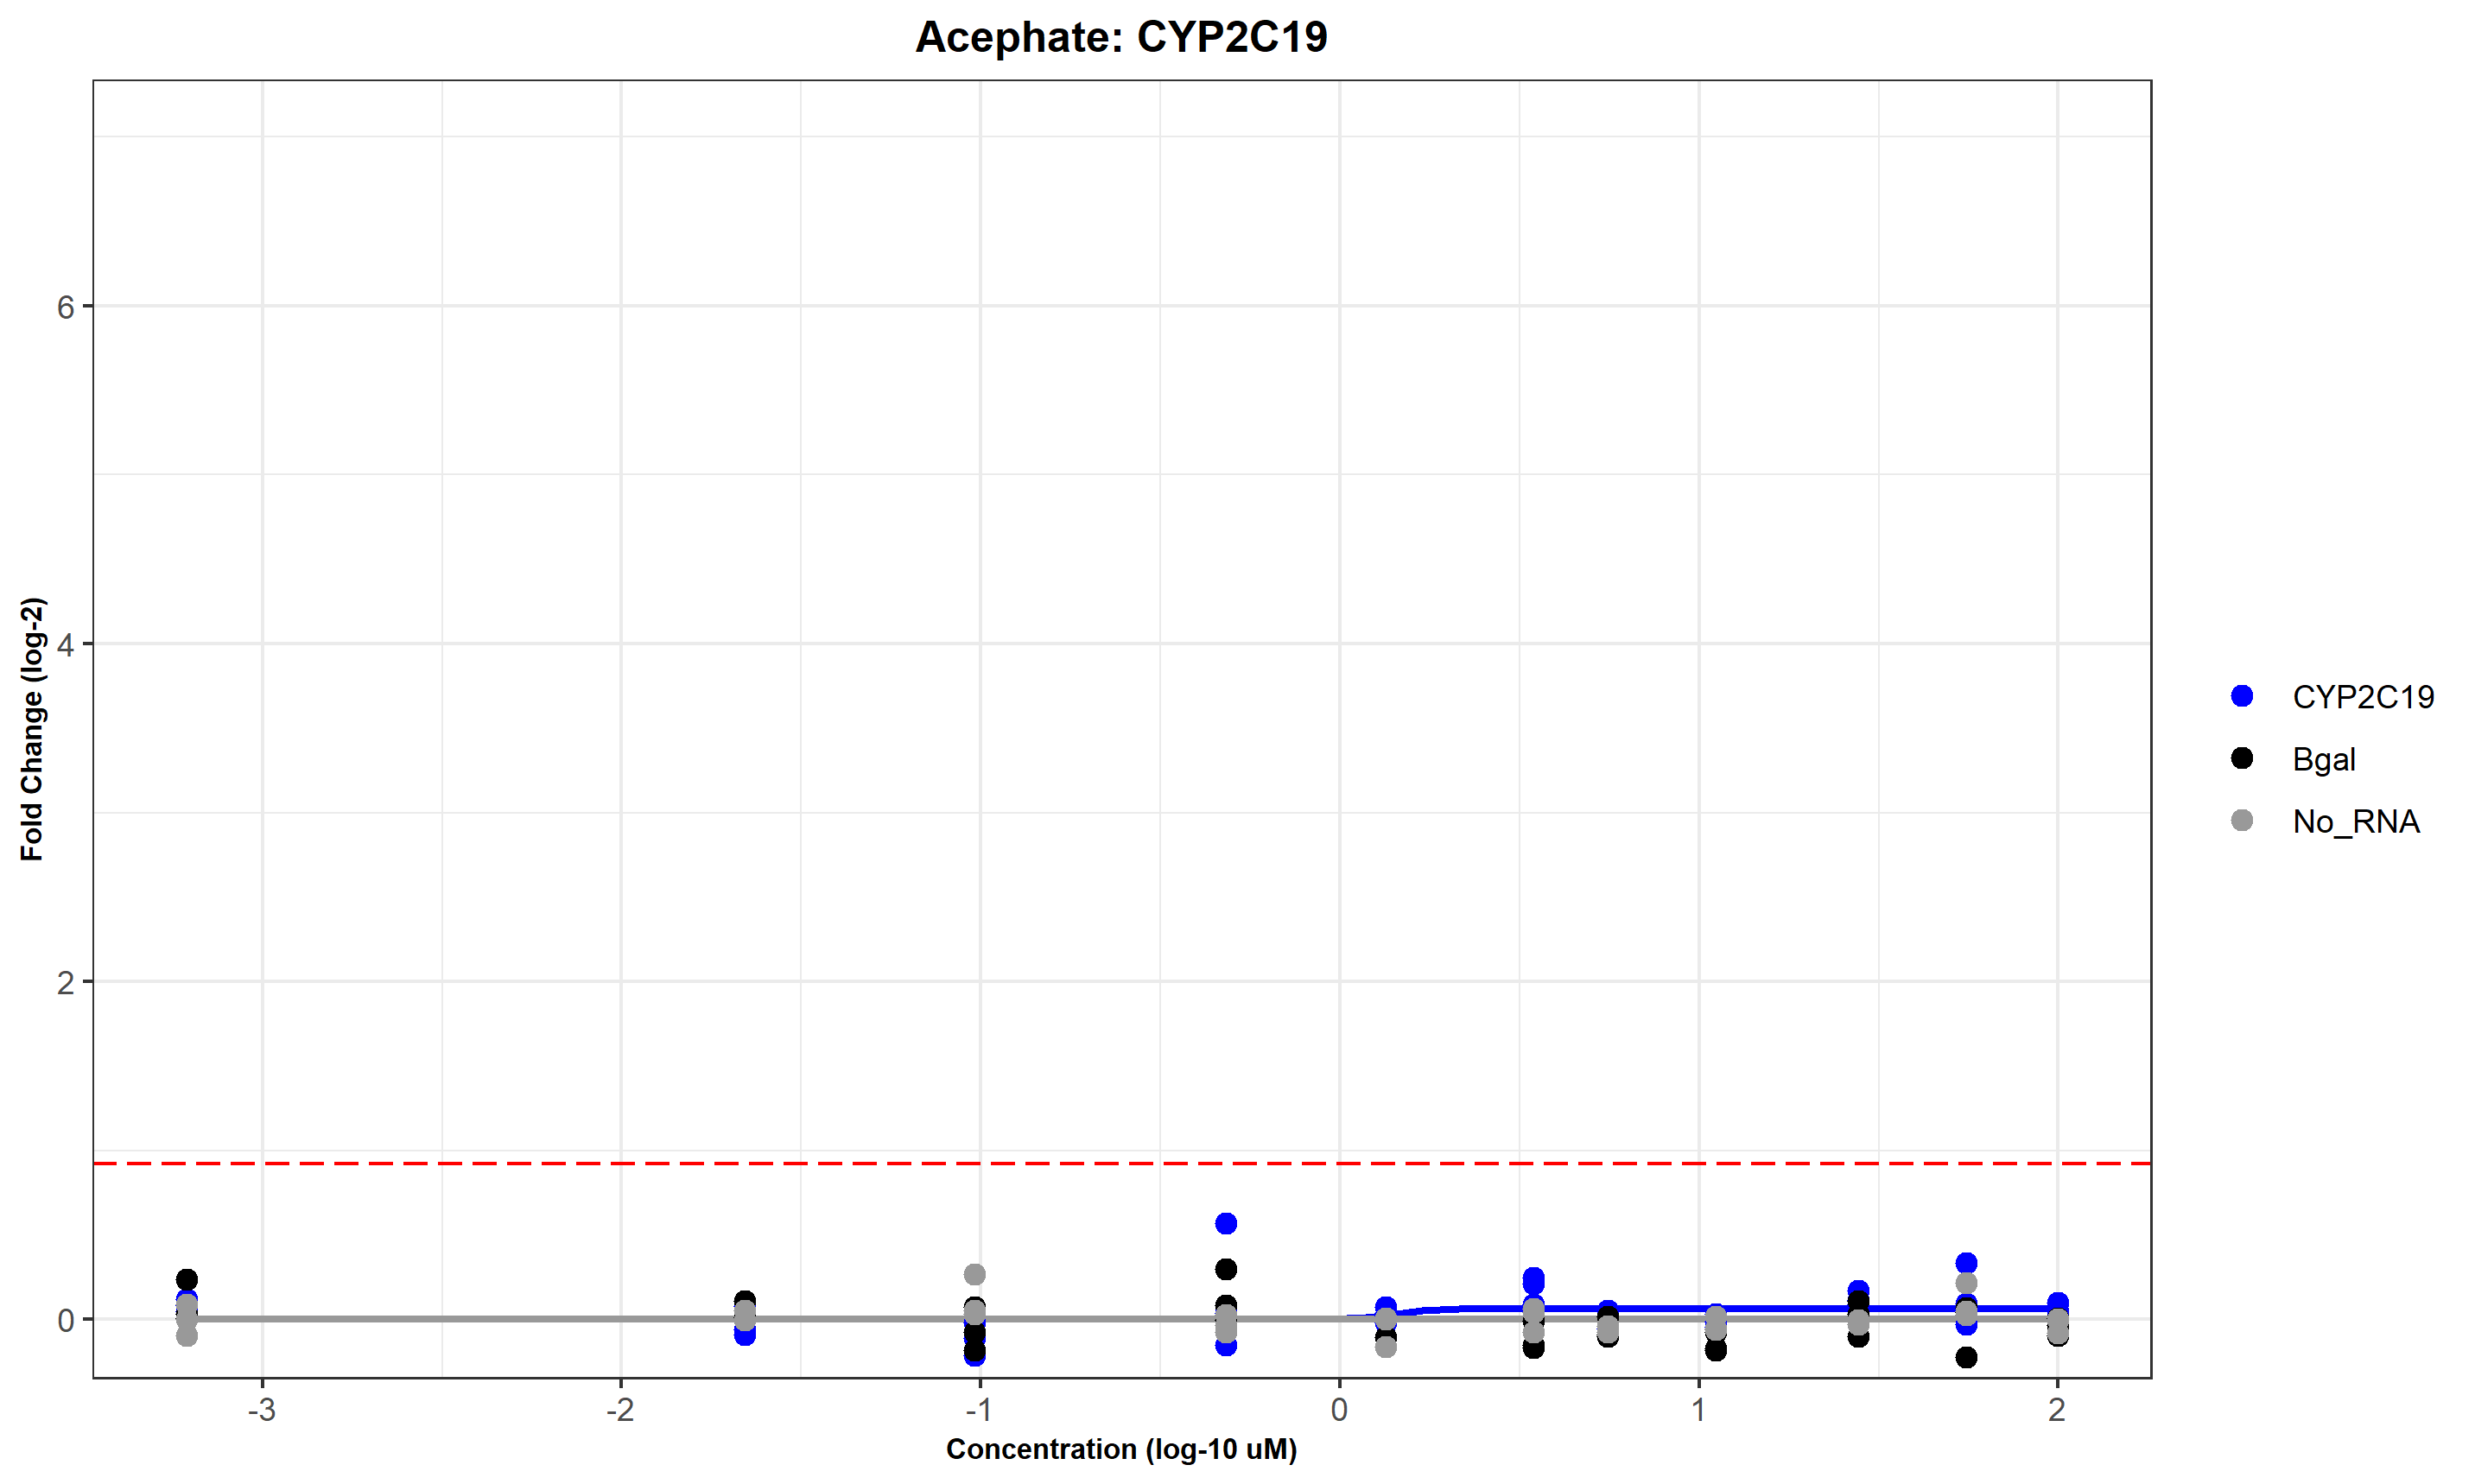 Acephate: CYP2C19
Fold Change (log-2)
6
4
2
0
-3
-2
-1
0
1
2
Concentration (log-10 uM)
CYP2C19
Bgal
No_RNA